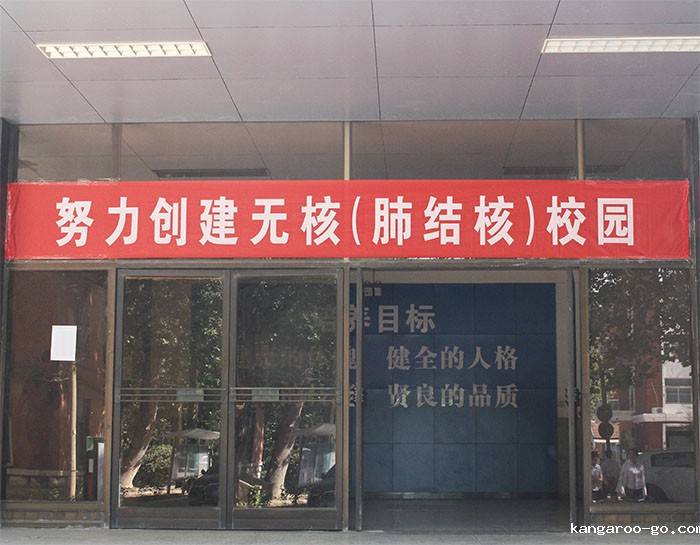 努力创建无核(肺结核)校园
养目标
健全的人格
贤良的品质
kangaroo-go.com